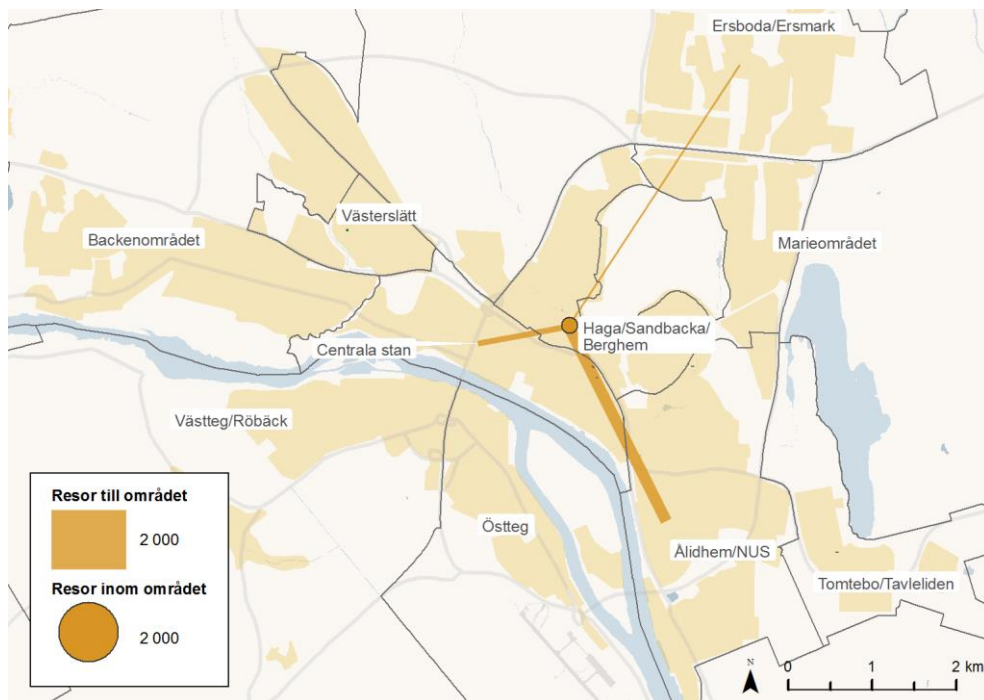 Ersboda/Ersmark
Västerslätt
Backenområdet
Marieområdet
Haga/Sandbacka/
Berghem
Centrala stan
Västteg/Röbäck
Resor till området
2 000
Resor inom området
2 000
Östteg
Ålidhem/NUS
Tomtebo/Tavleliden
N
0 1 2 km